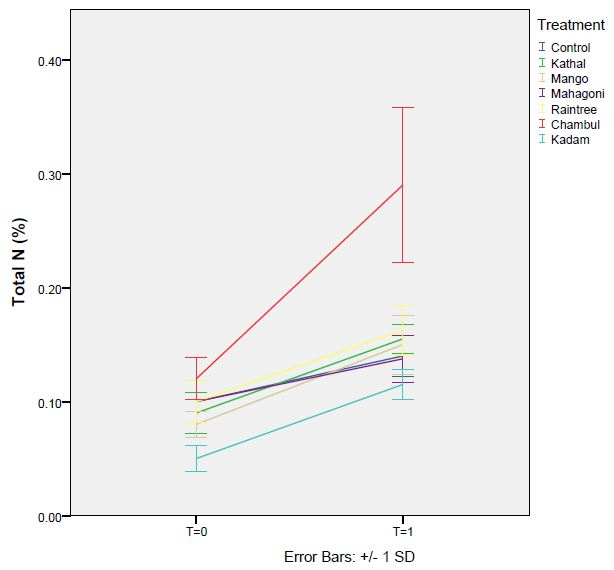 Treatment
Control
Kathal
Mango
Mahagoni
Raintree
Chambul
Kadam
Total N (%)
0.40
0.30
0.20
0.10
0.00
T=0 T=1
Error Bars: +/- 1 SD